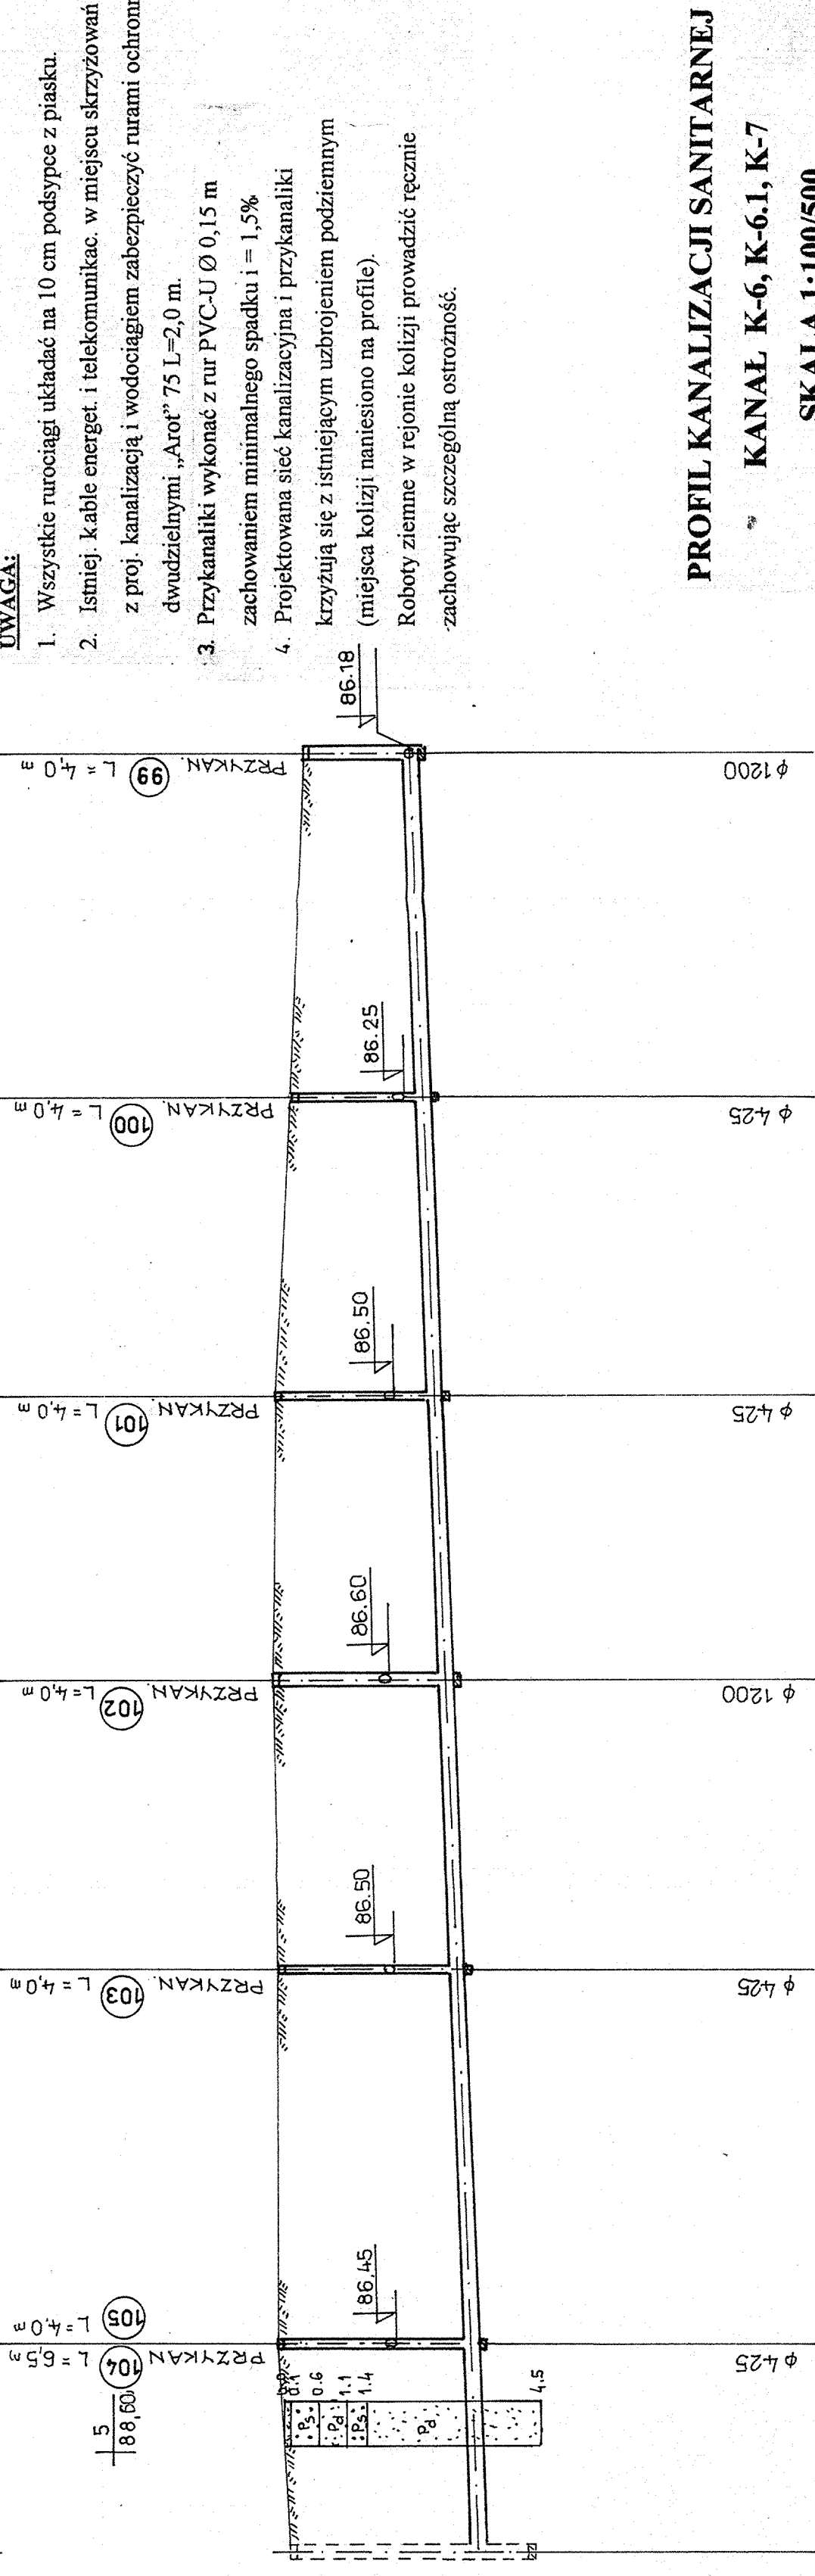 UWAGA:
1. Wszystkie rurociągi układać na 10 cm podsypce z piasku.
2. Istniej. kable energet. i telekomunikac. w miejscu skrzyżowań
z proj. kanalizacją i wodociągiem zabezpieczyć rurami ochronn
dwudzielnymi „Arot” 75 L=2,0 m.
3. Przykanaliki wykonać z rur PVC-U Ø 0,15 m
zachowaniem minimalnego spadku i = 1,5%
4. Projektowana sieć kanalizacyjna i przykanaliki
krzyżują się z istniejącym uzbrojeniem podziemnym
(miejsca kolizji naniesiono na profile).
Roboty ziemne w rejonie kolizji prowadzić ręcznie
zachowując szczególną ostrożność.
PROFIL KANALIZACJI SANITARNEJ
KANAŁ K-6, K-6.1, K-7
SKALA 1:100/500
5
88,60
PRZYKAN.
104 L = 6,5 m
105 L = 4,0 m
PRZYKAN.
103 L = 4,0 m
PRZYKAN.
102 L = 4,0 m
PRZYKAN.
101 L = 4,0 m
PRZYKAN.
100 L = 4,0 m
PRZYKAN.
99 L = 4,0 m
0.1
0.6
1.1
1.4
4.5
Ps
Pd
Ps
Pd
86.45
86.50
86.60
86.50
86.25
86.18
ϕ 425
ϕ 425
ϕ 1200
ϕ 425
ϕ 425
ϕ 1200